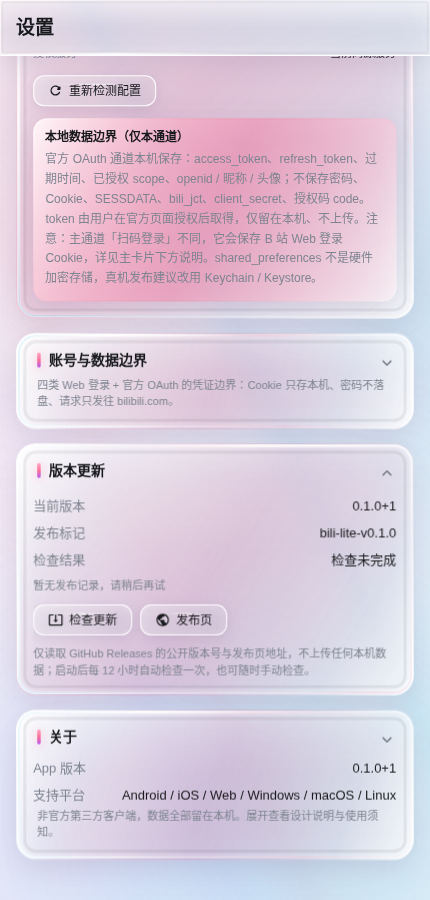 设置
重新检测配置
本地数据边界（仅本通道）
官方 OAuth 通道本机保存：access_token、refresh_token、过
期时间、已授权 scope、openid / 昵称 / 头像；不保存密码、
Cookie、SESSDATA、bili_jct、client_secret、授权码 code。
token 由用户在官方页面授权后取得，仅留在本机、不上传。注
意：主通道「扫码登录」不同，它会保存 B 站 Web 登录
Cookie，详见主卡片下方说明。shared_preferences 不是硬件
加密存储，真机发布建议改用 Keychain / Keystore。
账号与数据边界
四类 Web 登录 + 官方 OAuth 的凭证边界：Cookie 只存本机、密码不落
盘、请求只发往 bilibili.com。
版本更新
当前版本 0.1.0+1
发布标记 bili-lite-v0.1.0
检查结果 检查未完成
暂无发布记录，请稍后再试
检查更新 发布页
仅读取 GitHub Releases 的公开版本号与发布页地址，不上传任何本机数
据；启动后每 12 小时自动检查一次，也可随时手动检查。
关于
App 版本 0.1.0+1
支持平台 Android / iOS / Web / Windows / macOS / Linux
非官方第三方客户端，数据全部留在本机。展开查看设计说明与使用须
知。